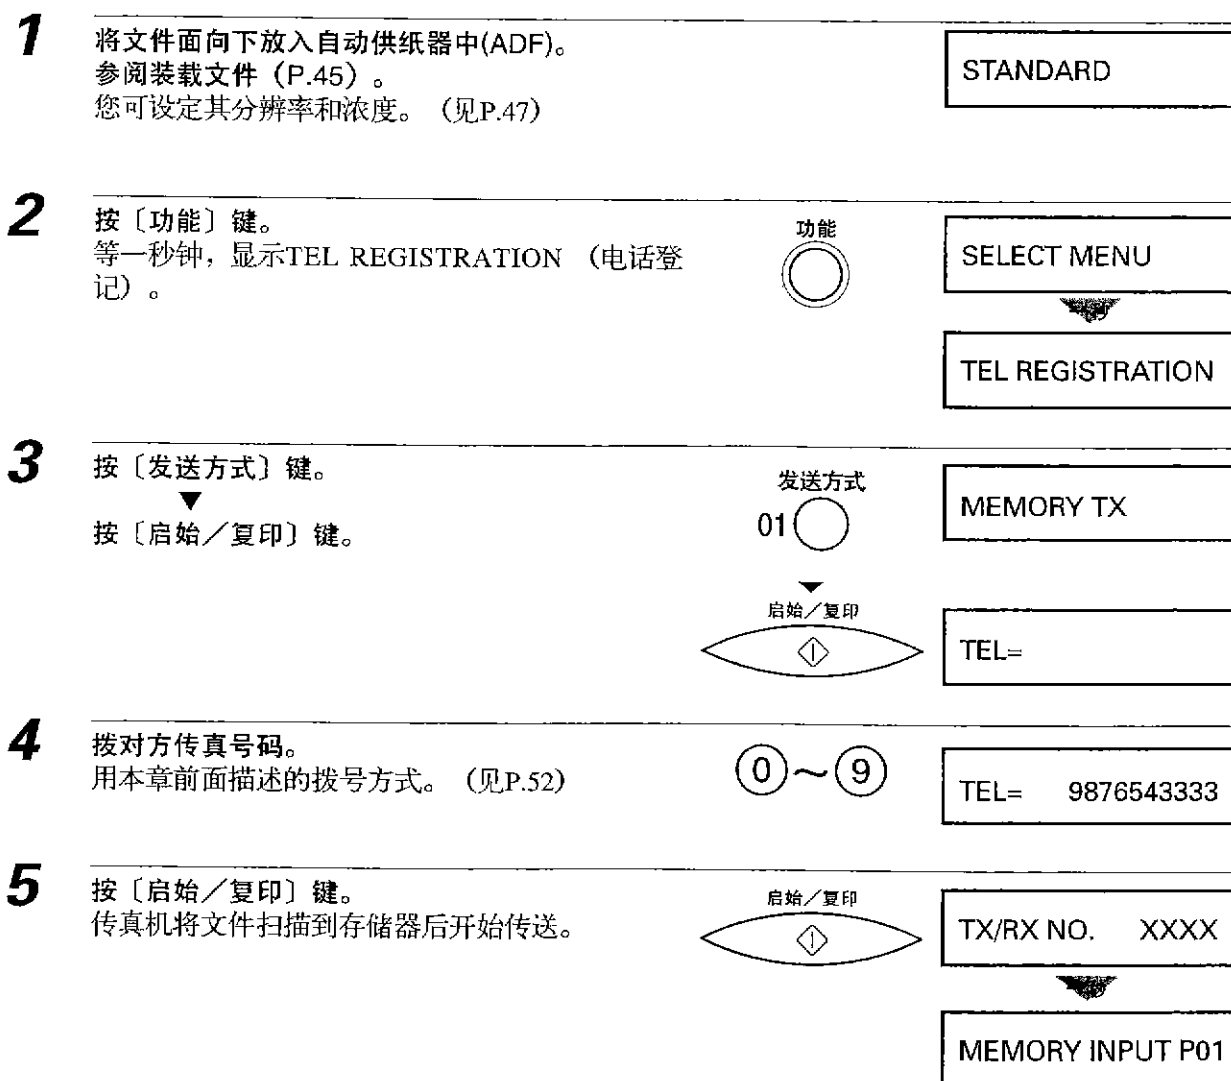 1
将文件面向下放入自动供纸器中(ADF)。
参阅装载文件（P.45）。
您可设定其分辨率和浓度。（见P.47）
STANDARD
2
按〔功能〕键。
等一秒钟，显示TEL REGISTRATION （电话登
记）。
功能
SELECT MENU
TEL REGISTRATION
3
按〔发送方式〕键。
按〔启始／复印〕键。
发送方式
01
MEMORY TX
启始／复印
TEL=
4
拨对方传真号码。
用本章前面描述的拨号方式。（见P.52）
0～9
TEL= 9876543333
5
按〔启始／复印〕键。
传真机将文件扫描到存储器后开始传送。
启始／复印
TX/RX NO. XXXX
MEMORY INPUT P01